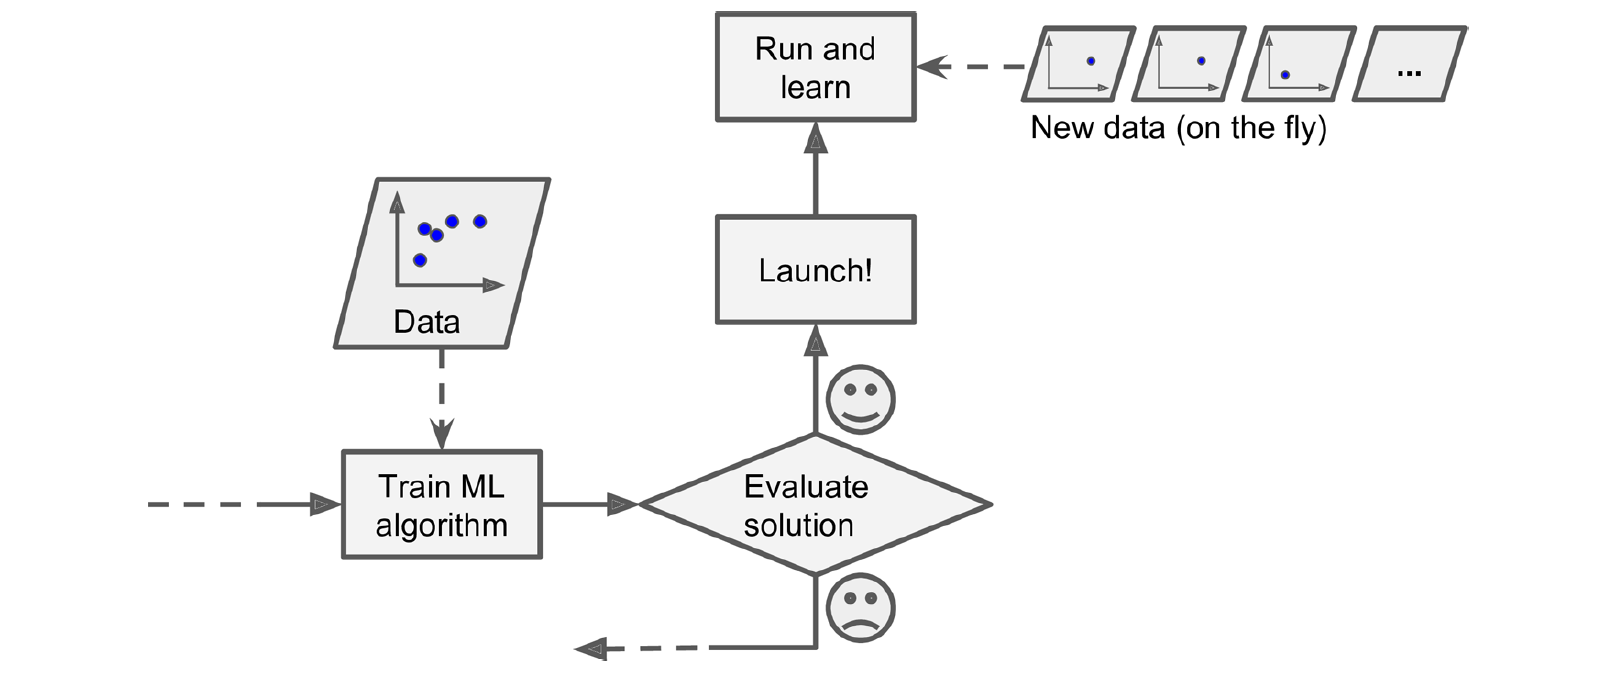 Run and
learn
...
New data (on the fly)
Launch!
Data
Train ML
algorithm
Evaluate
solution